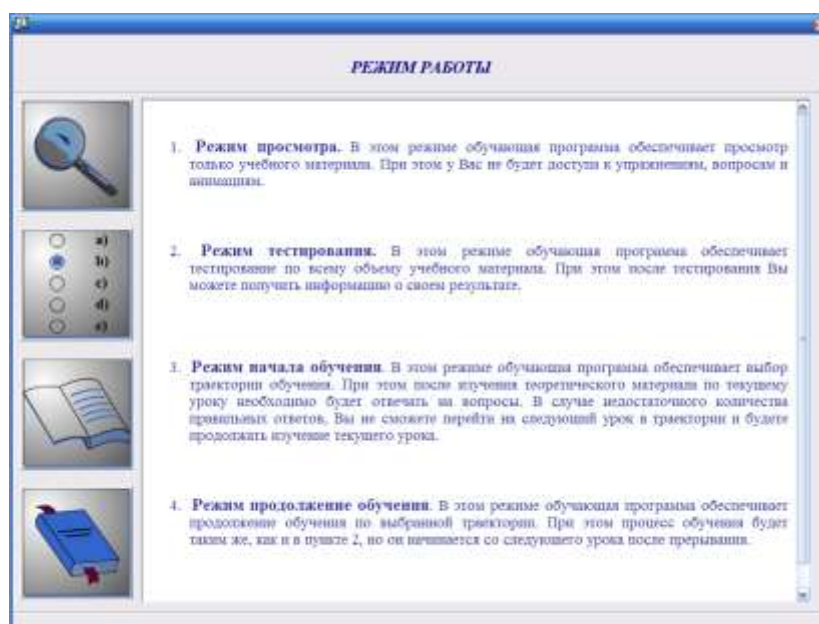 РЕЖИМ РАБОТЫ
1. Режим просмотра. В этом режиме обучающая программа обеспечивает просмотр
только учебного материала. При этом у Вас не будет доступа к упражнениям, вопросам и
анимациям.
a)
b)
c)
d)
e)
2. Режим тестирования. В этом режиме обучающая программа обеспечивает
тестирование по всему объему учебного материала. При этом после тестирования Вы
можете получить информацию о своем результате.
3. Режим начала обучения. В этом режиме обучающая программа обеспечивает выбор
траектории обучения. При этом после изучения теоретического материала по текущему
уроку необходимо будет отвечать на вопросы. В случае недостаточного количества
правильных ответов, Вы не сможете перейти на следующий урок в траектории и будете
продолжать изучение текущего урока.
4. Режим продолжение обучения. В этом режиме обучающая программа обеспечивает
продолжение обучения по выбранной траектории. При этом процесс обучения будет
таким же, как и в пункте 2, но он начинается со следующего урока после прерывания.